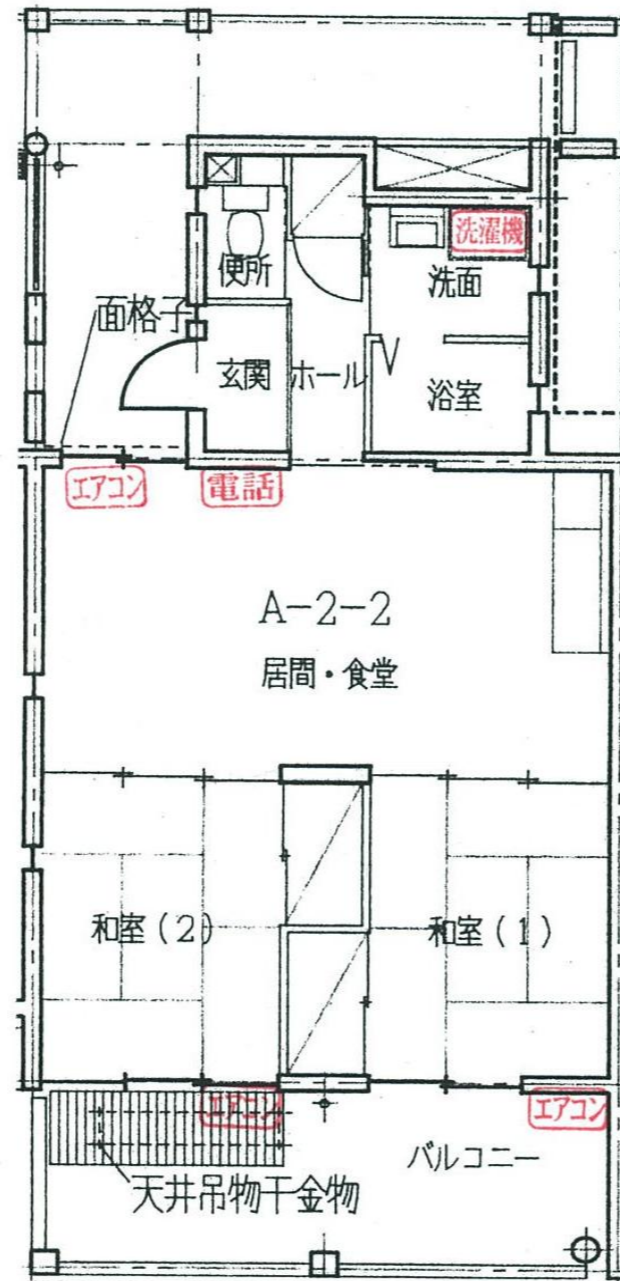 洗濯機
便所
洗面
面格子
玄関
ホール
浴室
エアコン
電話
A-2-2
居間・食堂
和室(2)
和室(1)
エアコン
エアコン
バルコニー
天井吊物干金物